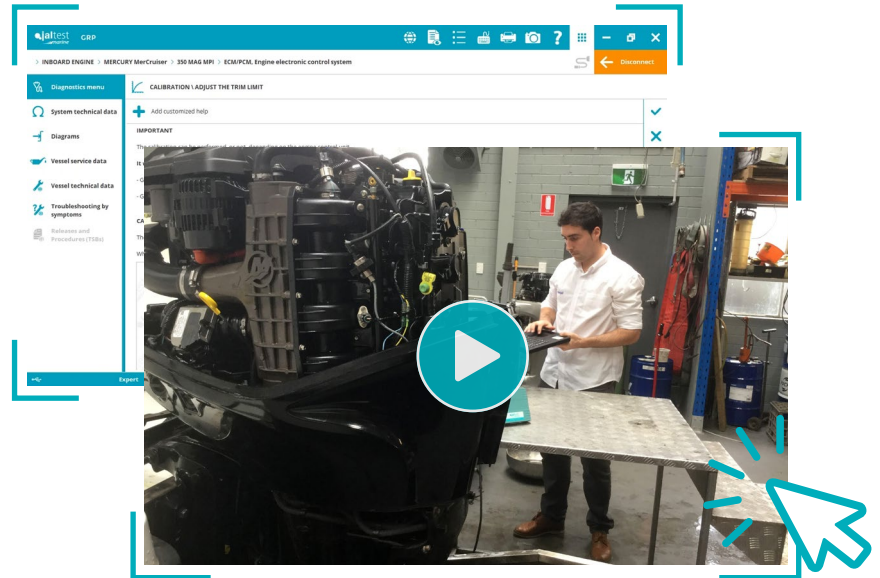 jaltest
marine
GRP
> INBOARD ENGINE > MERCURY MerCruiser > 350 MAG MPI > ECM/PCM, Engine electronic control system
Disconnect
Diagnostics menu
CALIBRATION \ ADJUST THE TRIM LIMIT
System technical data
Add customized help
Diagrams
IMPORTANT
Vessel service data
Vessel technical data
Troubleshooting by
symptoms
Releases and
Procedures (TSBs)
Expert